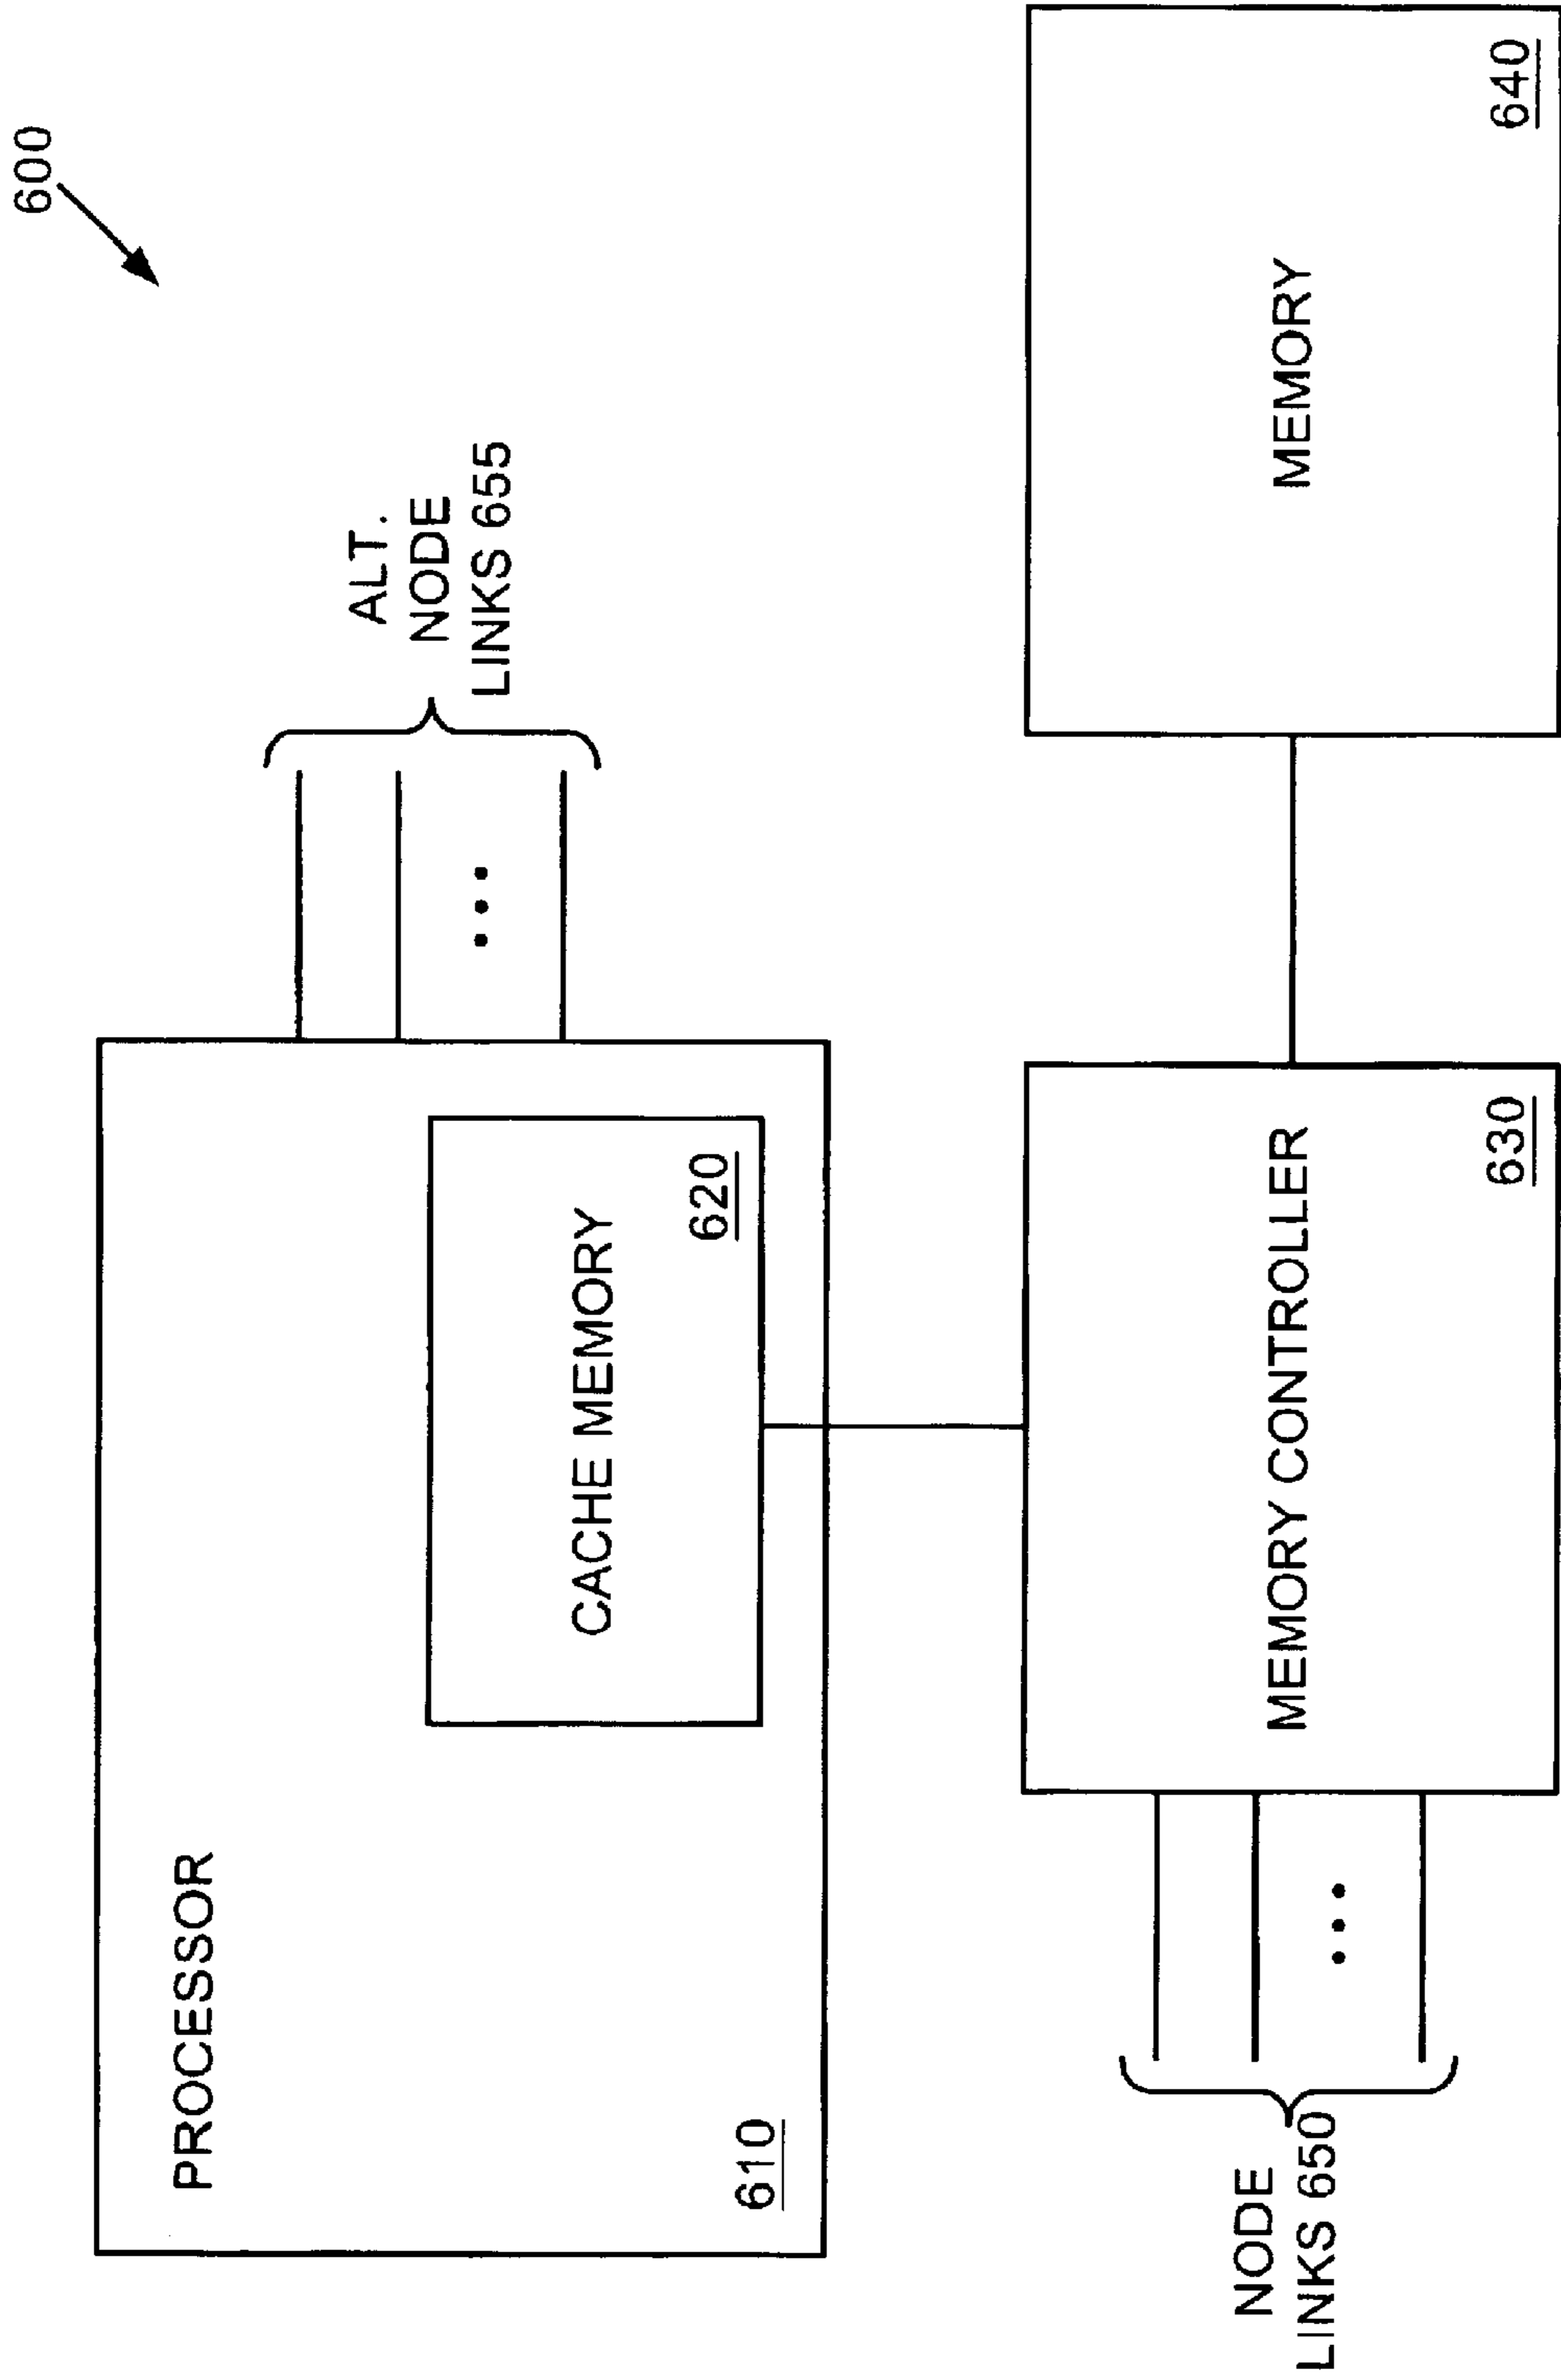 600
PROCESSOR
610
CACHE MEMORY
620
ALT.
NODE
LINKS 655
NODE
LINKS 650
MEMORY CONTROLLER
630
MEMORY
640